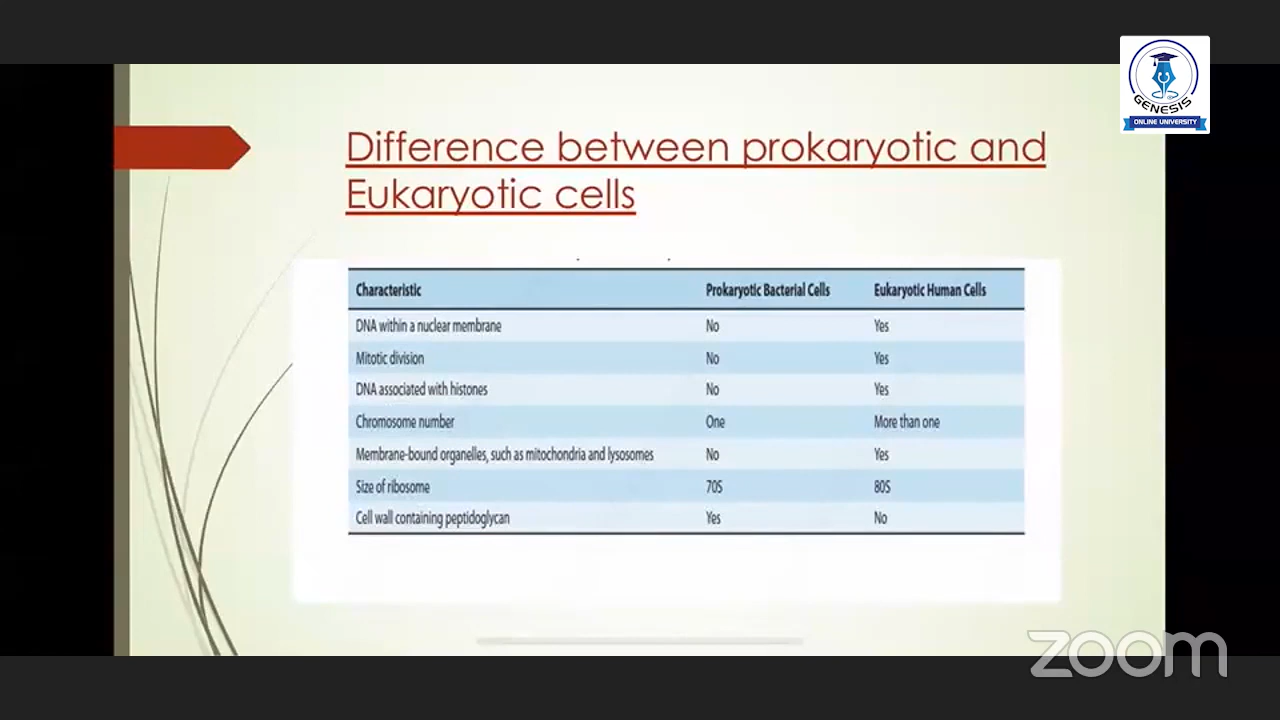 GENESIS
ONLINE UNIVERSITY
Difference between prokaryotic and
Eukaryotic cells
Characteristic Prokaryotic Bacterial Cells Eukaryotic Human Cells
DNA within a nuclear membrane No Yes
Mitotic division No Yes
DNA associated with histones No Yes
Chromosome number One More than one
Membrane-bound organelles, such as mitochondria and lysosomes No Yes
Size of ribosome 70S 80S
Cell wall containing peptidoglycan Yes No
zoom